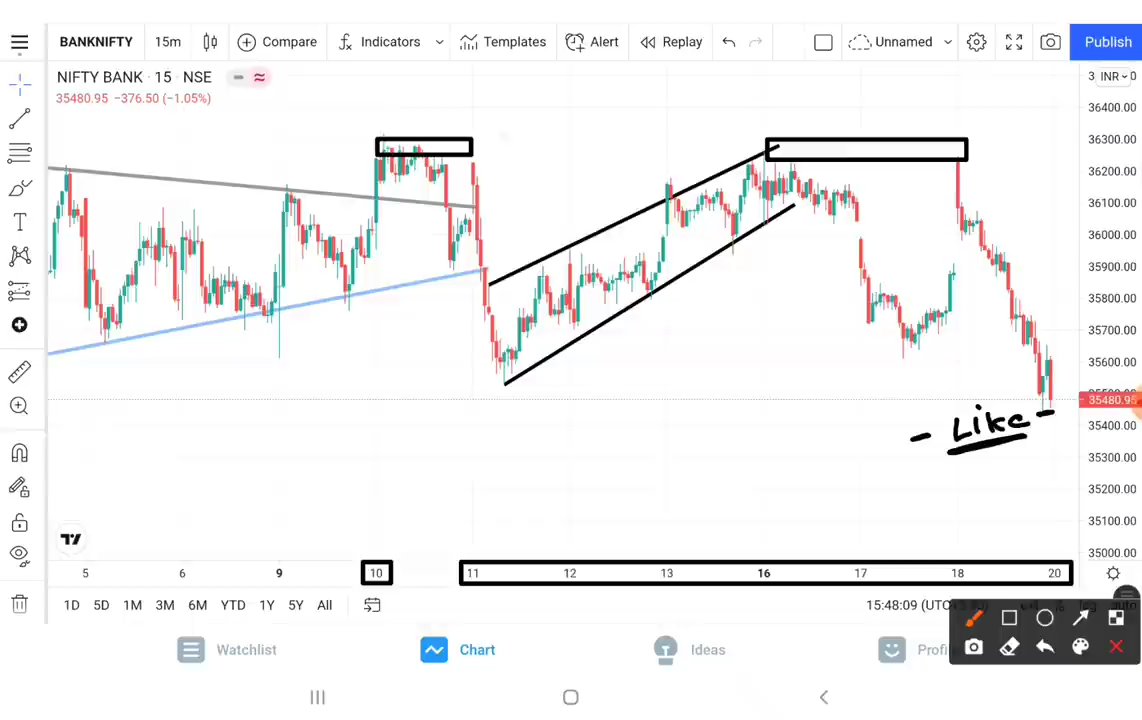 BANKNIFTY 15m Compare Indicators Templates Alert Replay Unnamed Publish
NIFTY BANK · 15 · NSE
35480.95 −376.50 (−1.05%)
INR
36400.00
36300.00
36200.00
36100.00
36000.00
35900.00
35800.00
35700.00
35600.00
35480.95
35400.00
35300.00
35200.00
35100.00
35000.00
- Like -
5 6 9 10 11 12 13 16 17 18 20
1D 5D 1M 3M 6M YTD 1Y 5Y All 15:48:09 (UTC
Watchlist Chart Ideas